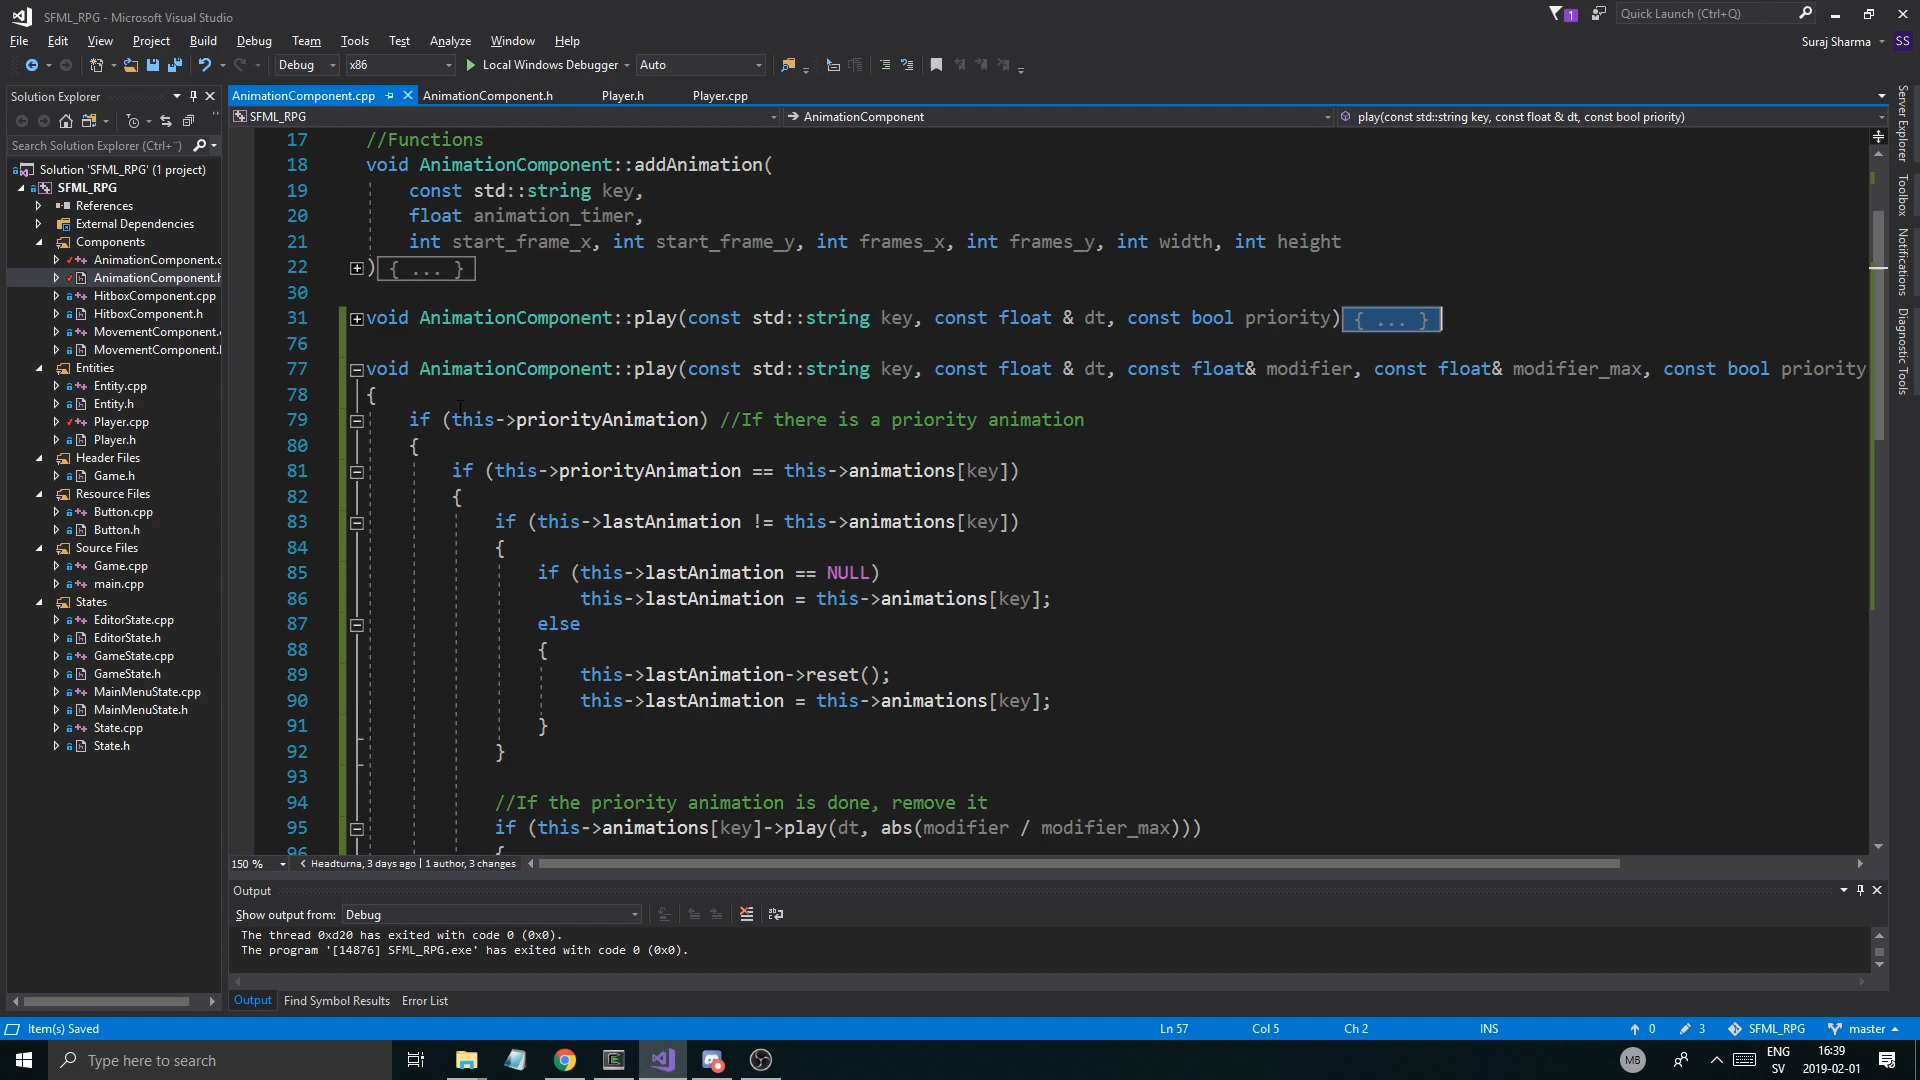 SFML_RPG - Microsoft Visual Studio
1
Quick Launch (Ctrl+Q)
File Edit View Project Build Debug Team Tools Test Analyze Window Help
Suraj Sharma
SS
Debug x86 Local Windows Debugger Auto
Solution Explorer
AnimationComponent.cpp AnimationComponent.h Player.h Player.cpp
SFML_RPG AnimationComponent play(const std::string key, const float & dt, const bool priority)
Search Solution Explorer (Ctrl+¨)
Solution 'SFML_RPG' (1 project)
SFML_RPG
References
External Dependencies
Components
AnimationComponent.c
AnimationComponent.h
HitboxComponent.cpp
HitboxComponent.h
MovementComponent.c
MovementComponent.h
Entities
Entity.cpp
Entity.h
Player.cpp
Player.h
Header Files
Game.h
Resource Files
Button.cpp
Button.h
Source Files
Game.cpp
main.cpp
States
EditorState.cpp
EditorState.h
GameState.cpp
GameState.h
MainMenuState.cpp
MainMenuState.h
State.cpp
State.h
17 //Functions
18 void AnimationComponent::addAnimation(
19 const std::string key,
20 float animation_timer,
21 int start_frame_x, int start_frame_y, int frames_x, int frames_y, int width, int height
22 ){ ... }
30
31 void AnimationComponent::play(const std::string key, const float & dt, const bool priority){ ... }
76
77 void AnimationComponent::play(const std::string key, const float & dt, const float& modifier, const float& modifier_max, const bool priority
78 {
79 if (this->priorityAnimation) //If there is a priority animation
80 {
81 if (this->priorityAnimation == this->animations[key])
82 {
83 if (this->lastAnimation != this->animations[key])
84 {
85 if (this->lastAnimation == NULL)
86 this->lastAnimation = this->animations[key];
87 else
88 {
89 this->lastAnimation->reset();
90 this->lastAnimation = this->animations[key];
91 }
92 }
93
94 //If the priority animation is done, remove it
95 if (this->animations[key]->play(dt, abs(modifier / modifier_max)))
96 {
150 % Headturna, 3 days ago | 1 author, 3 changes
Server Explorer
Toolbox
Notifications
Diagnostic Tools
Output
Show output from: Debug
The thread 0xd20 has exited with code 0 (0x0).
The program '[14876] SFML_RPG.exe' has exited with code 0 (0x0).
Output Find Symbol Results Error List
Item(s) Saved Ln 57 Col 5 Ch 2 INS 0 3 SFML_RPG master
Type here to search
MB
ENG
SV
16:39
2019-02-01